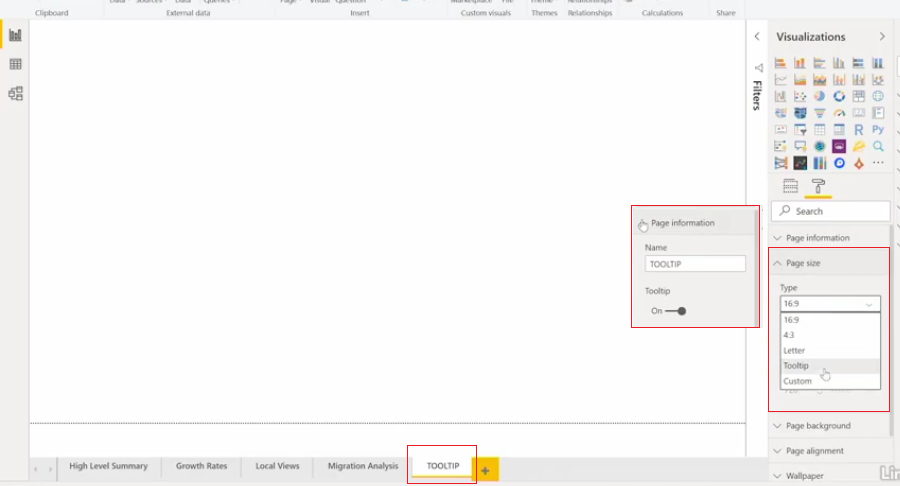 Clipboard
External data
Insert
Custom visuals
Themes
Relationships
Calculations
Share
Visualizations
Filters
R
Py
Search
Page information
Page information
Name
TOOLTIP
Tooltip
On
Page size
Type
16:9
16:9
4:3
Letter
Tooltip
Custom
Page background
Page alignment
Wallpaper
High Level Summary
Growth Rates
Local Views
Migration Analysis
TOOLTIP